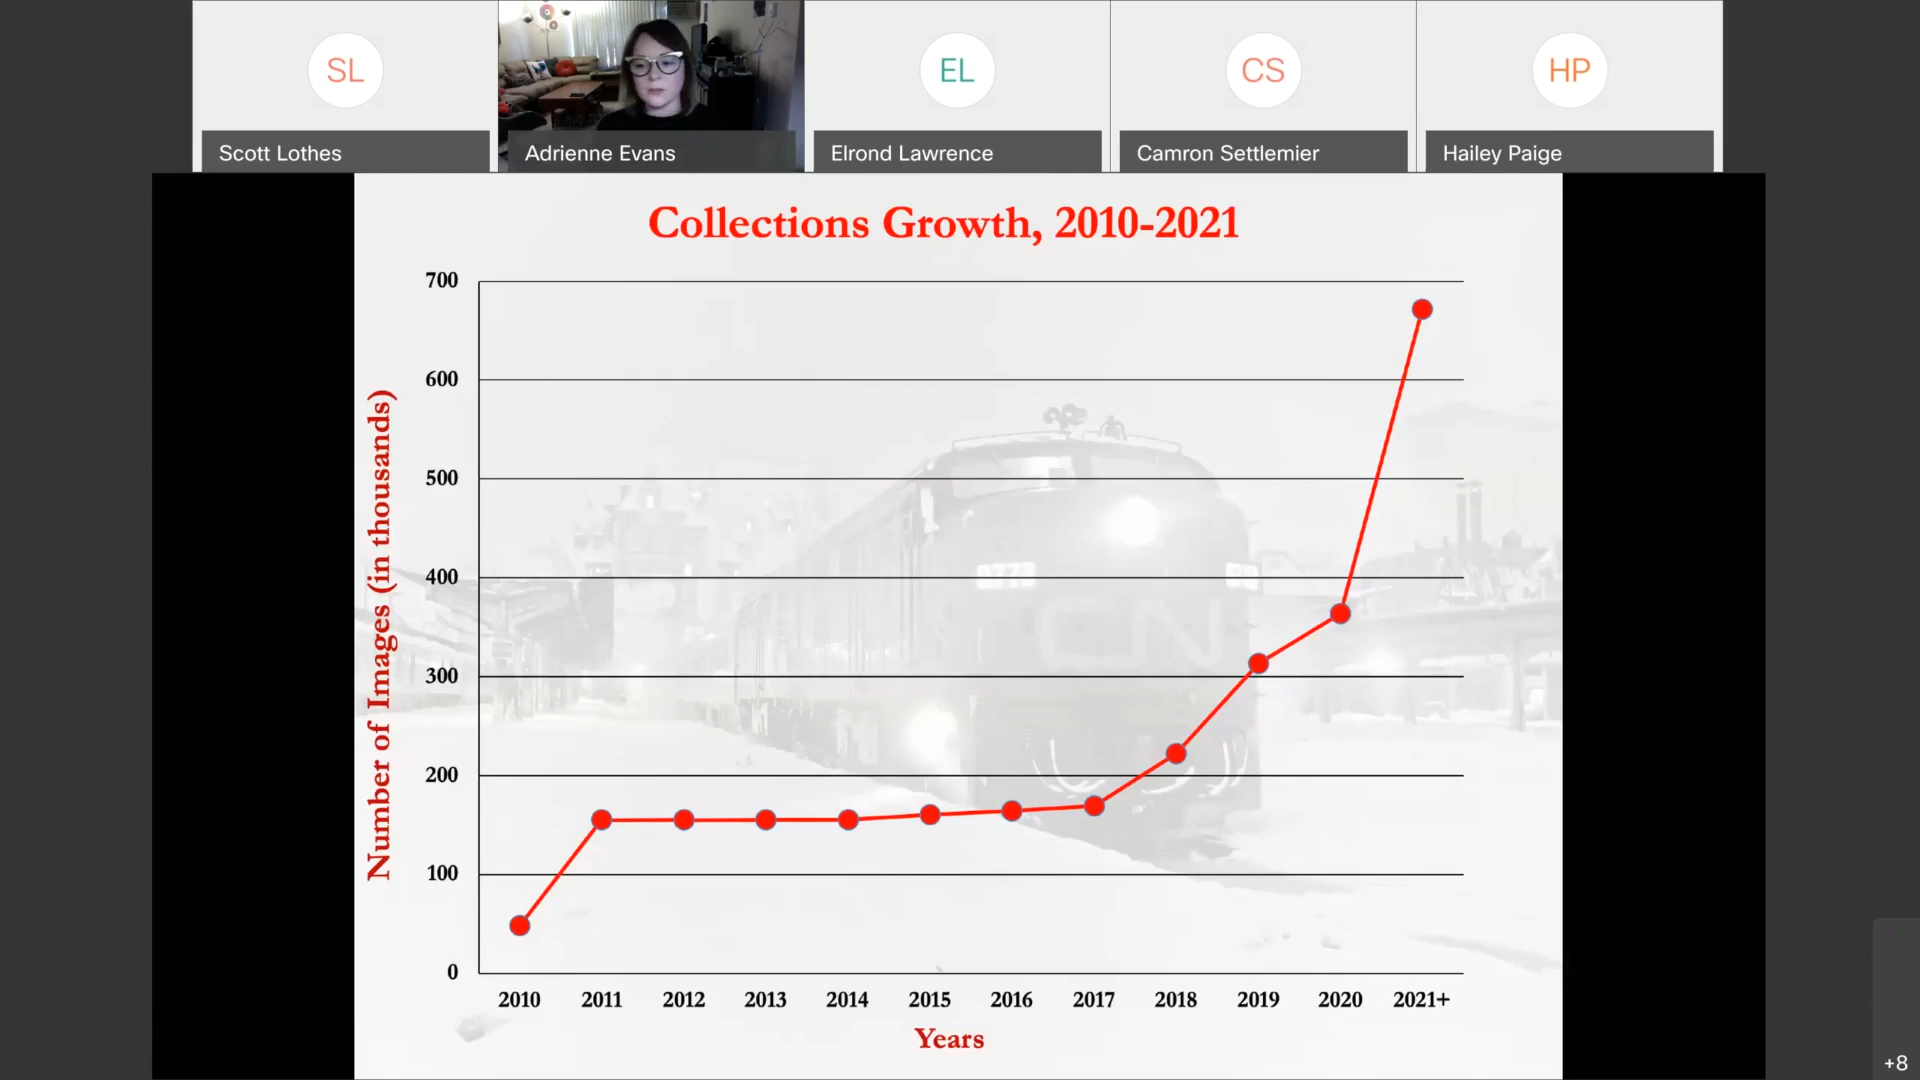 SL
EL
CS
HP
Scott Lothes
Adrienne Evans
Elrond Lawrence
Camron Settlemier
Hailey Paige
Collections Growth, 2010-2021
700
600
500
400
300
200
100
0
Number of Images (in thousands)
CN
2010 2011 2012 2013 2014 2015 2016 2017 2018 2019 2020 2021+
Years
+8